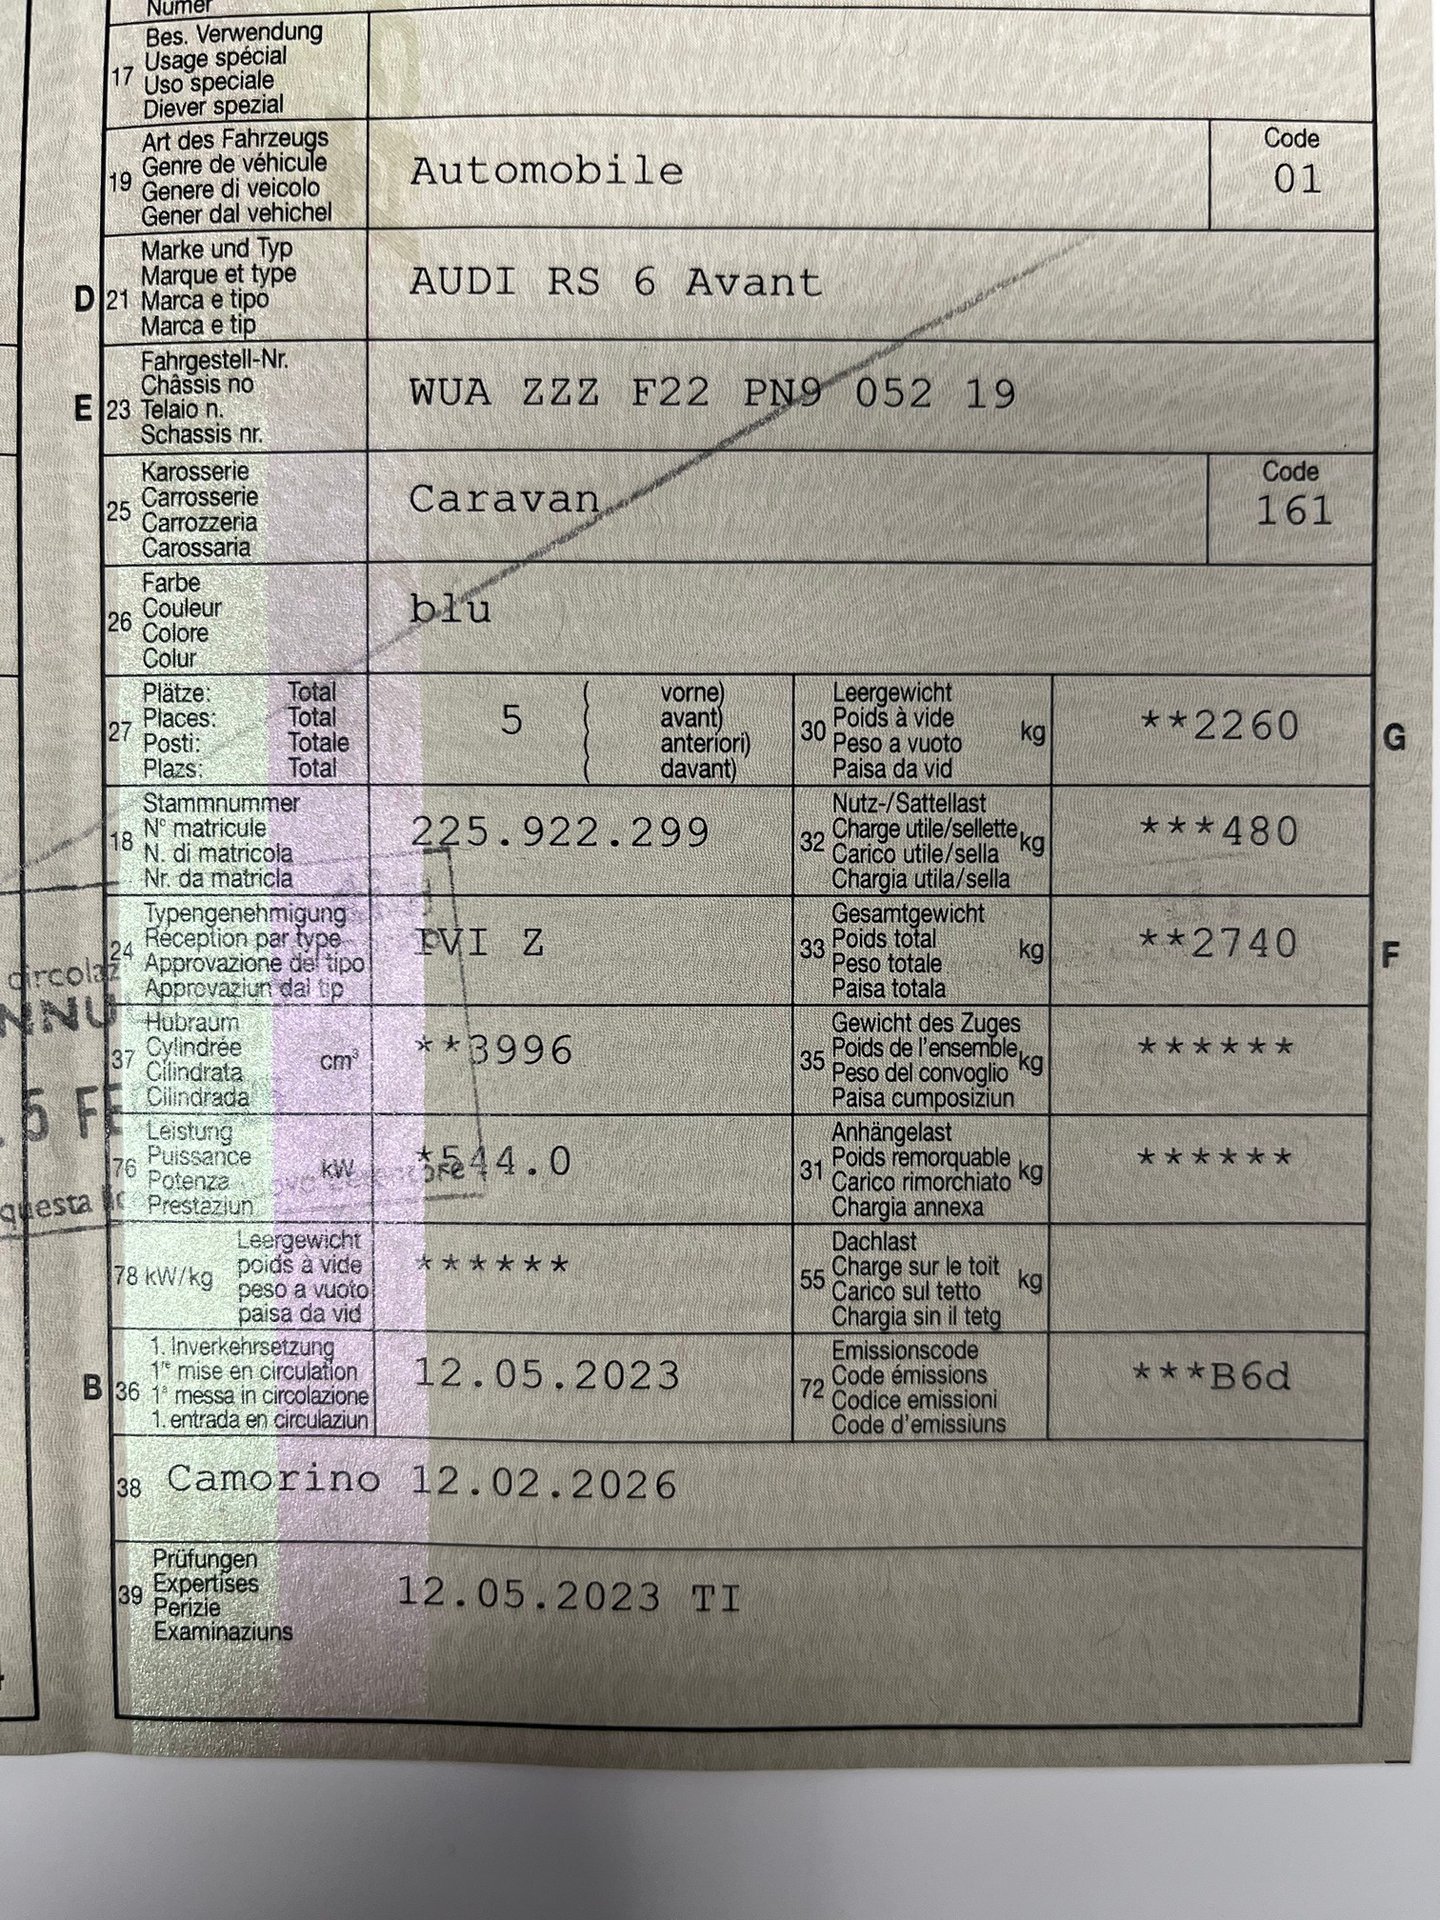 Numer
17
Bes. Verwendung
Usage spécial
Uso speciale
Diever spezial
19
Art des Fahrzeugs
Genre de véhicule
Genere di veicolo
Gener dal vehichel
Automobile
Code
01
D
21
Marke und Typ
Marque et type
Marca e tipo
Marca e tip
AUDI RS 6 Avant
E
23
Fahrgestell-Nr.
Châssis no
Telaio n.
Schassis nr.
WUA ZZZ F22 PN9 052 19
25
Karosserie
Carrosserie
Carrozzeria
Carossaria
Caravan
Code
161
26
Farbe
Couleur
Colore
Colur
blu
27
Plätze: Total
Places: Total
Posti: Totale
Plazs: Total
5
( vorne)
( avant)
( anteriori)
( davant)
30
Leergewicht
Poids à vide
Peso a vuoto
Paisa da vid
kg
**2260
G
18
Stammnummer
N° matricule
N. di matricola
Nr. da matricla
225.922.299
32
Nutz-/Sattellast
Charge utile/sellette
Carico utile/sella
Chargia utila/sella
kg
***480
24
Typengenehmigung
Réception par type
Approvazione del tipo
Approvaziun dal tip
IVI Z
33
Gesamtgewicht
Poids total
Peso totale
Paisa totala
kg
**2740
F
37
Hubraum
Cylindrée
Cilindrata
Cilindrada
cm³
**3996
35
Gewicht des Zuges
Poids de l'ensemble
Peso del convoglio
Paisa cumposiziun
kg
******
76
Leistung
Puissance
Potenza
Prestaziun
kW
*544.0
31
Anhängelast
Poids remorquable
Carico rimorchiato
Chargia annexa
kg
******
78 kW/kg
Leergewicht
poids à vide
peso a vuoto
paisa da vid
******
55
Dachlast
Charge sur le toit
Carico sul tetto
Chargia sin il tetg
kg
B
36
1. Inverkehrsetzung
1re mise en circulation
1a messa in circolazione
1. entrada en circulaziun
12.05.2023
72
Emissionscode
Code émissions
Codice emissioni
Code d'emissiuns
***B6d
38
Camorino 12.02.2026
39
Prüfungen
Expertises
Perizie
Examinaziuns
12.05.2023 TI
circolaz
NNU
5 FE
questa lic